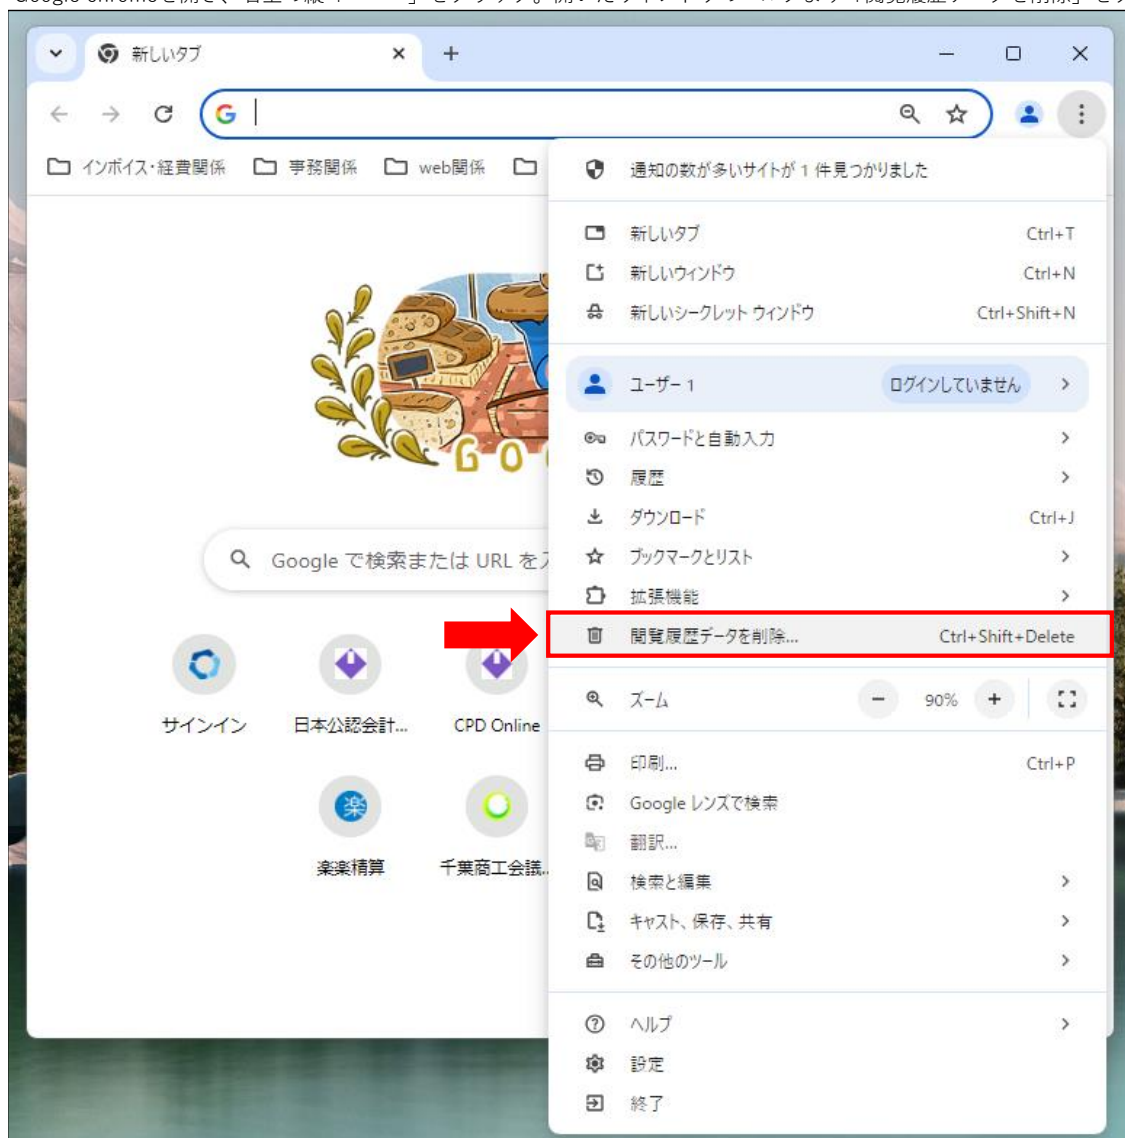 新しいタブ
インボイス・経費関係
事務関係
web関係
通知の数が多いサイトが 1 件見つかりました
新しいタブ Ctrl+T
新しいウィンドウ Ctrl+N
新しいシークレット ウィンドウ Ctrl+Shift+N
ユーザー 1 ログインしていません
パスワードと自動入力
履歴
ダウンロード Ctrl+J
ブックマークとリスト
拡張機能
閲覧履歴データを削除... Ctrl+Shift+Delete
ズーム 90%
印刷... Ctrl+P
Google レンズで検索
翻訳...
検索と編集
キャスト、保存、共有
その他のツール
ヘルプ
設定
終了
GO
Google で検索または URL を
サインイン
日本公認会計...
CPD Online
楽
楽楽精算
千葉商工会議...